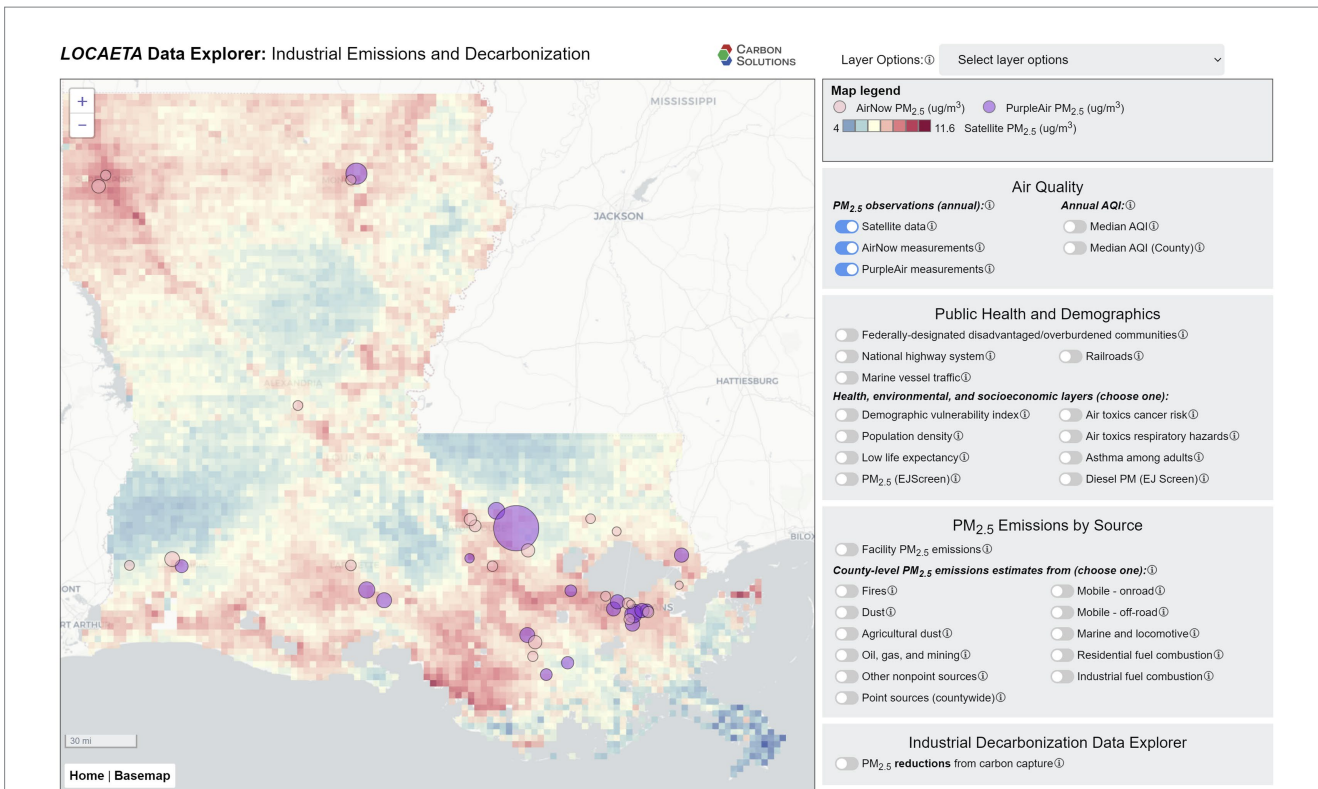 LOCAETA Data Explorer: Industrial Emissions and Decarbonization
CARBON
SOLUTIONS
Layer Options:ⓘ
Select layer options
+
−
MISSISSIPPI
JACKSON
HATTIESBURG
ALEXANDRIA
BILOX
ONT
RT ARTHU
NS
30 mi
Home | Basemap
Map legend
AirNow PM2.5 (ug/m3) PurpleAir PM2.5 (ug/m3)
4 11.6 Satellite PM2.5 (ug/m3)
Air Quality
PM2.5 observations (annual):ⓘ Annual AQI:ⓘ
Satellite dataⓘ Median AQIⓘ
AirNow measurementsⓘ Median AQI (County)ⓘ
PurpleAir measurementsⓘ
Public Health and Demographics
Federally-designated disadvantaged/overburdened communitiesⓘ
National highway systemⓘ Railroadsⓘ
Marine vessel trafficⓘ
Health, environmental, and socioeconomic layers (choose one):
Demographic vulnerability indexⓘ Air toxics cancer riskⓘ
Population densityⓘ Air toxics respiratory hazardsⓘ
Low life expectancyⓘ Asthma among adultsⓘ
PM2.5 (EJScreen)ⓘ Diesel PM (EJ Screen)ⓘ
PM2.5 Emissions by Source
Facility PM2.5 emissionsⓘ
County-level PM2.5 emissions estimates from (choose one):ⓘ
Firesⓘ Mobile - onroadⓘ
Dustⓘ Mobile - off-roadⓘ
Agricultural dustⓘ Marine and locomotiveⓘ
Oil, gas, and miningⓘ Residential fuel combustionⓘ
Other nonpoint sourcesⓘ Industrial fuel combustionⓘ
Point sources (countywide)ⓘ
Industrial Decarbonization Data Explorer
PM2.5 reductions from carbon captureⓘ